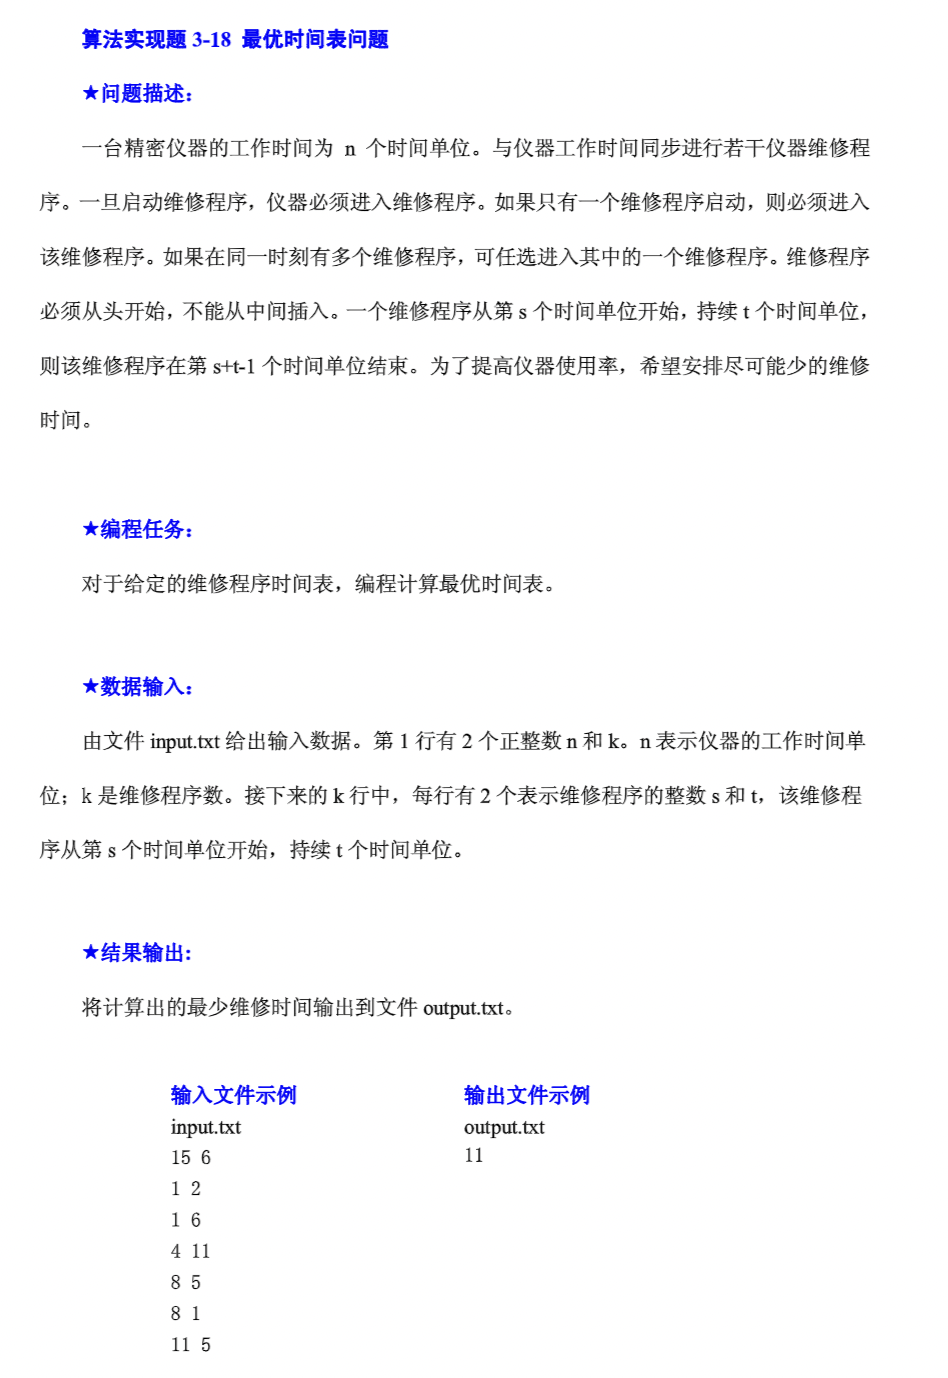 算法实现题 3-18 最优时间表问题
★问题描述：
一台精密仪器的工作时间为 n 个时间单位。与仪器工作时间同步进行若干仪器维修程
序。一旦启动维修程序，仪器必须进入维修程序。如果只有一个维修程序启动，则必须进入
该维修程序。如果在同一时刻有多个维修程序，可任选进入其中的一个维修程序。维修程序
必须从头开始，不能从中间插入。一个维修程序从第 s 个时间单位开始，持续 t 个时间单位，
则该维修程序在第 s+t-1 个时间单位结束。为了提高仪器使用率，希望安排尽可能少的维修
时间。
★编程任务：
对于给定的维修程序时间表，编程计算最优时间表。
★数据输入：
由文件 input.txt 给出输入数据。第 1 行有 2 个正整数 n 和 k。n 表示仪器的工作时间单
位；k 是维修程序数。接下来的 k 行中，每行有 2 个表示维修程序的整数 s 和 t，该维修程
序从第 s 个时间单位开始，持续 t 个时间单位。
★结果输出:
将计算出的最少维修时间输出到文件 output.txt。
输入文件示例 输出文件示例
input.txt output.txt
15 6 11
1 2
1 6
4 11
8 5
8 1
11 5